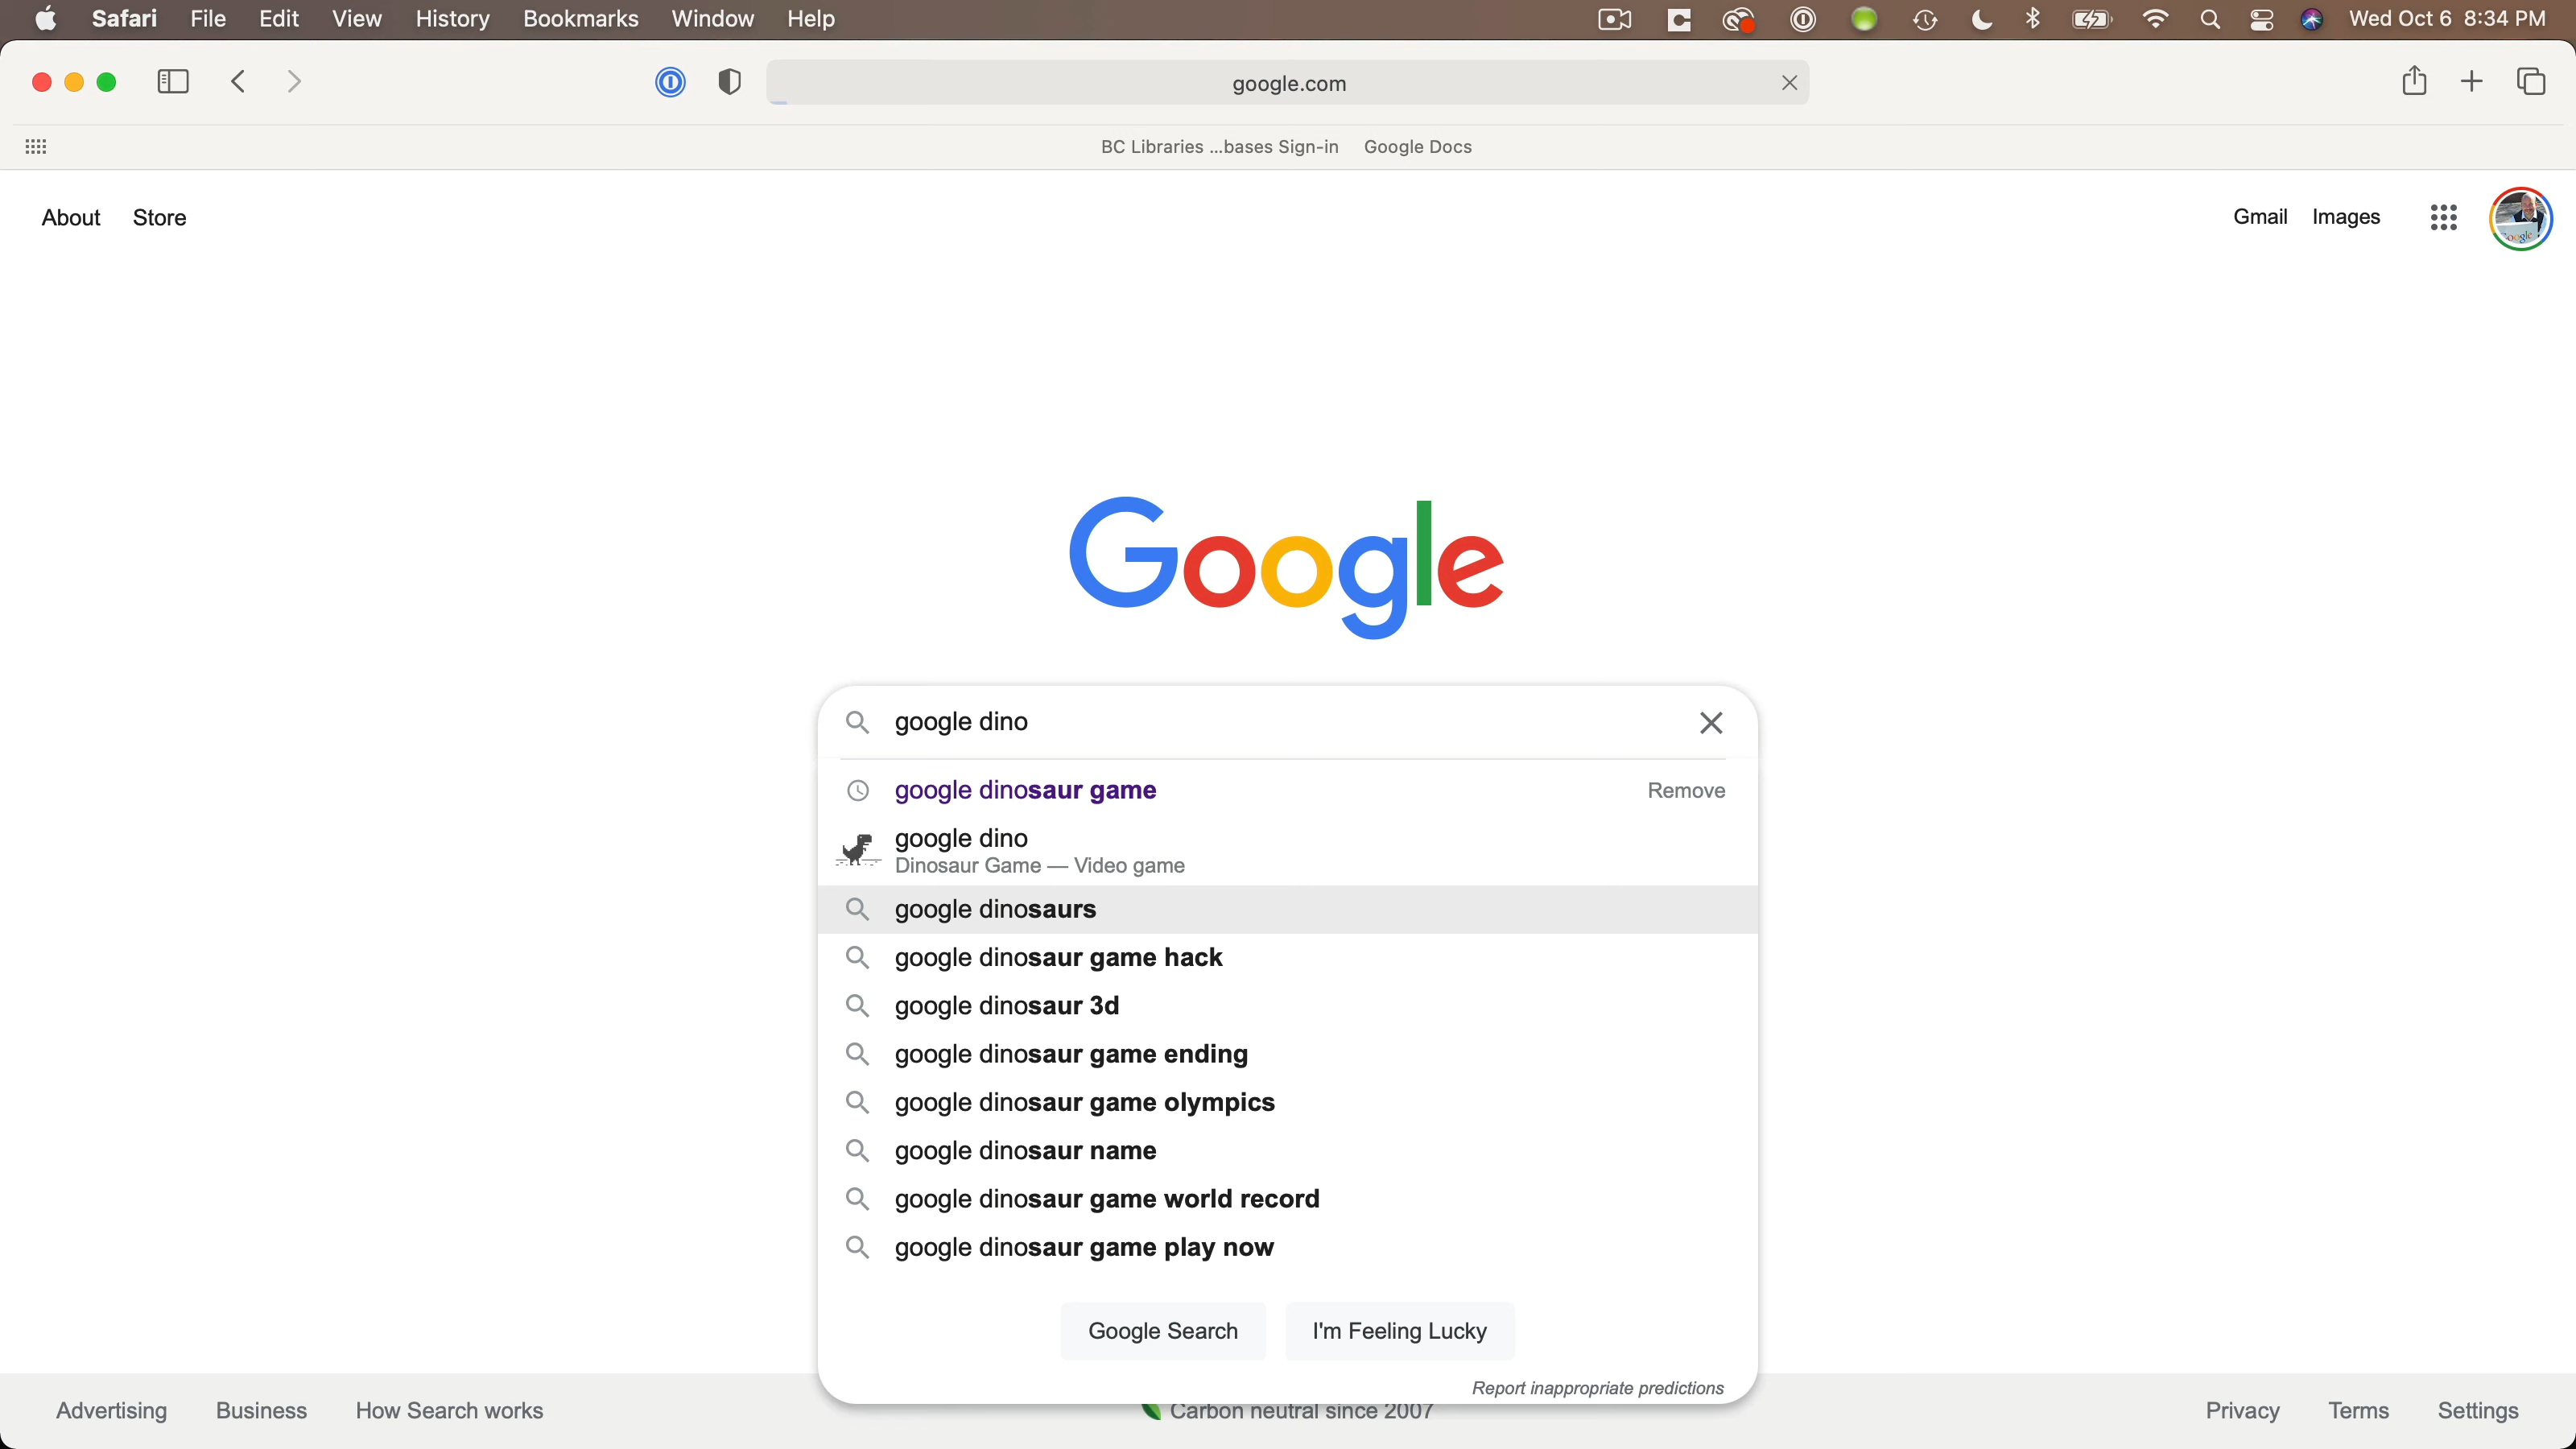 Safari File Edit View History Bookmarks Window Help Wed Oct 6 8:34 PM
google.com
BC Libraries ...bases Sign-in Google Docs
About Store Gmail Images
Google
google dino
google dinosaur game Remove
google dino
Dinosaur Game — Video game
google dinosaurs
google dinosaur game hack
google dinosaur 3d
google dinosaur game ending
google dinosaur game olympics
google dinosaur name
google dinosaur game world record
google dinosaur game play now
Google Search I'm Feeling Lucky
Report inappropriate predictions
Advertising Business How Search works Carbon neutral since 2007 Privacy Terms Settings